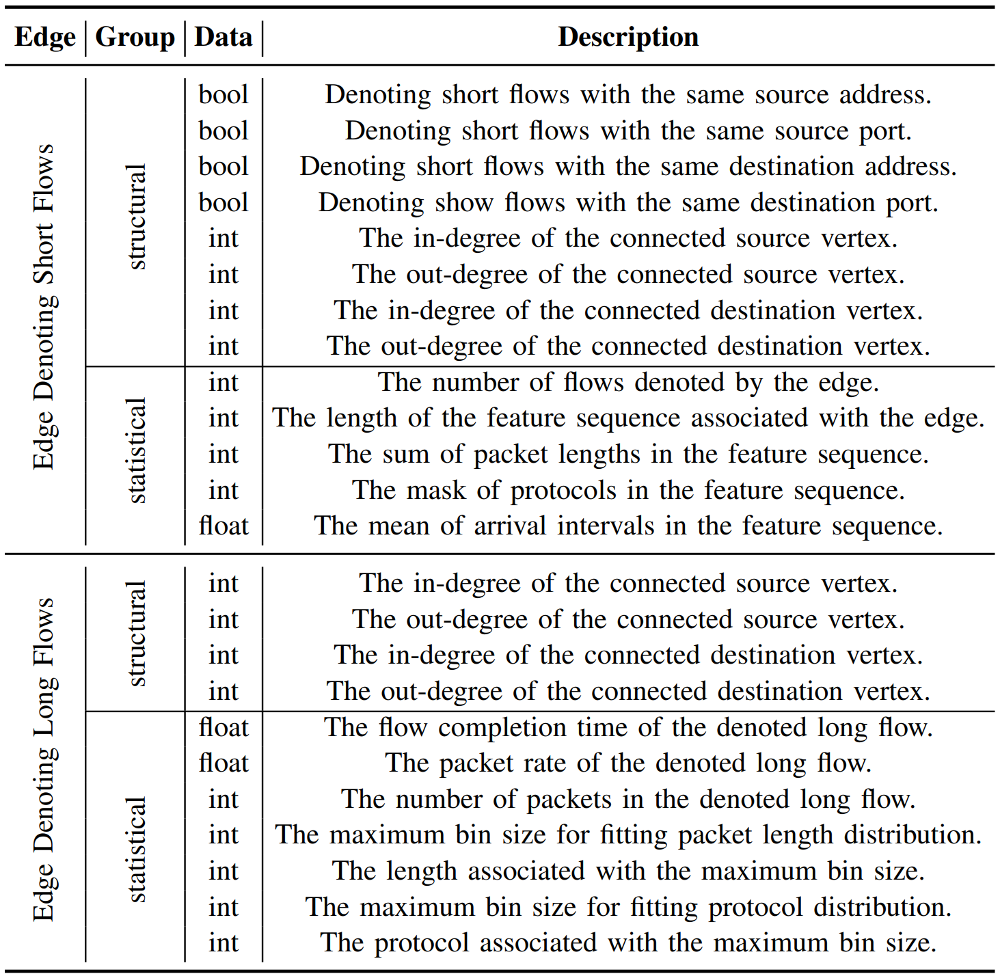 Edge Group Data Description
Edge Denoting Short Flows
structural
bool Denoting short flows with the same source address.
bool Denoting short flows with the same source port.
bool Denoting short flows with the same destination address.
bool Denoting show flows with the same destination port.
int The in-degree of the connected source vertex.
int The out-degree of the connected source vertex.
int The in-degree of the connected destination vertex.
int The out-degree of the connected destination vertex.
statistical
int The number of flows denoted by the edge.
int The length of the feature sequence associated with the edge.
int The sum of packet lengths in the feature sequence.
int The mask of protocols in the feature sequence.
float The mean of arrival intervals in the feature sequence.
Edge Denoting Long Flows
structural
int The in-degree of the connected source vertex.
int The out-degree of the connected source vertex.
int The in-degree of the connected destination vertex.
int The out-degree of the connected destination vertex.
statistical
float The flow completion time of the denoted long flow.
float The packet rate of the denoted long flow.
int The number of packets in the denoted long flow.
int The maximum bin size for fitting packet length distribution.
int The length associated with the maximum bin size.
int The maximum bin size for fitting protocol distribution.
int The protocol associated with the maximum bin size.